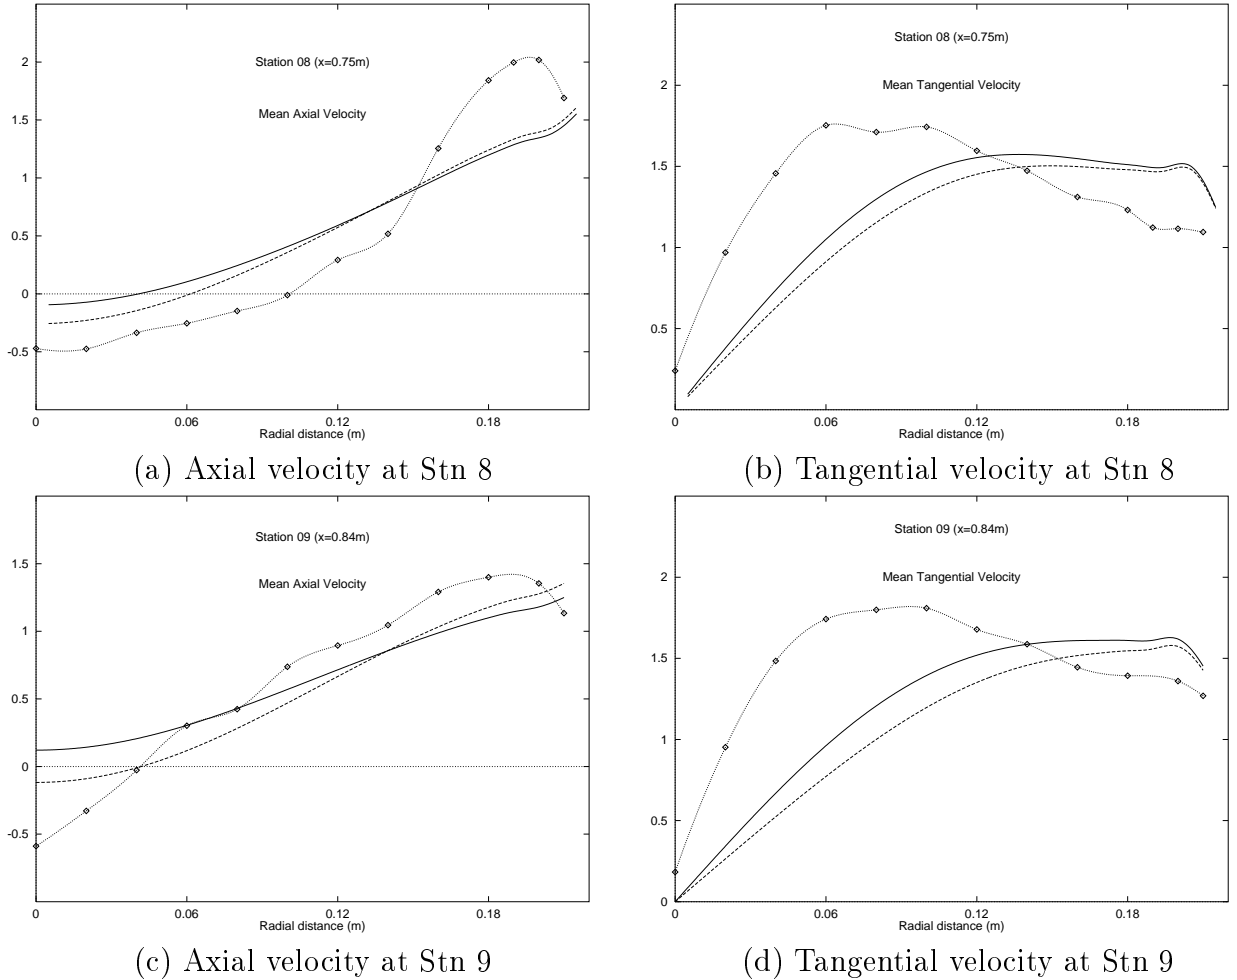 2
1.5
1
0.5
0
-0.5
Station 08 (x=0.75m)
Mean Axial Velocity
0 0.06 0.12 0.18
Radial distance (m)
(a) Axial velocity at Stn 8
2
1.5
1
0.5
Station 08 (x=0.75m)
Mean Tangential Velocity
0 0.06 0.12 0.18
Radial distance (m)
(b) Tangential velocity at Stn 8
1.5
1
0.5
0
-0.5
Station 09 (x=0.84m)
Mean Axial Velocity
0 0.06 0.12 0.18
Radial distance (m)
(c) Axial velocity at Stn 9
2
1.5
1
0.5
0
Station 09 (x=0.84m)
Mean Tangential Velocity
0 0.06 0.12 0.18
Radial distance (m)
(d) Tangential velocity at Stn 9